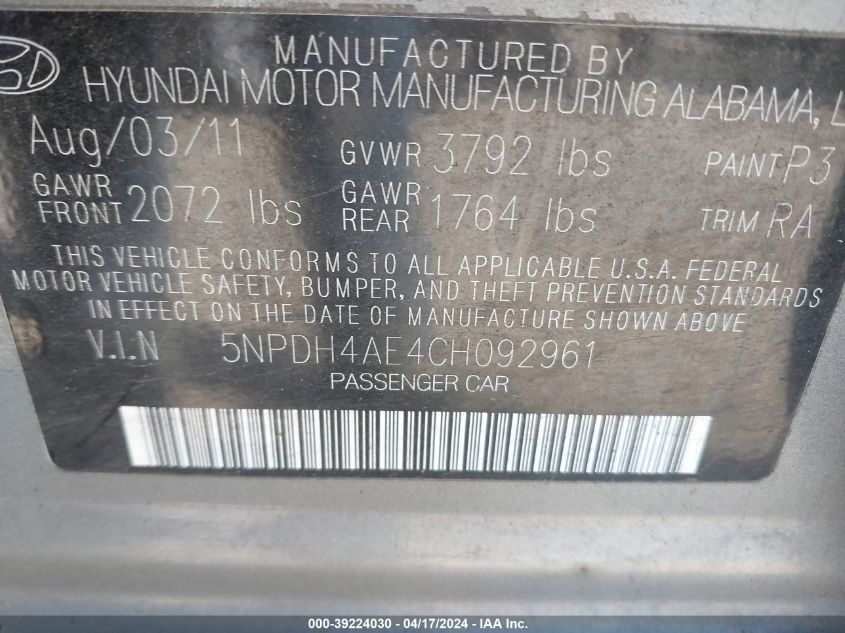 MANUFACTURED BY
HYUNDAI MOTOR MANUFACTURING ALABAMA, L
Aug/03/11 GVWR 3792 lbs PAINT P3
GAWR FRONT 2072 lbs GAWR REAR 1764 lbs TRIM RA
THIS VEHICLE CONFORMS TO ALL APPLICABLE U.S.A. FEDERAL
MOTOR VEHICLE SAFETY, BUMPER, AND THEFT PREVENTION STANDARDS
IN EFFECT ON THE DATE OF MANUFACTURE SHOWN ABOVE
V.I.N 5NPDH4AE4CH092961
PASSENGER CAR
000-39224030 - 04/17/2024 - IAA Inc.